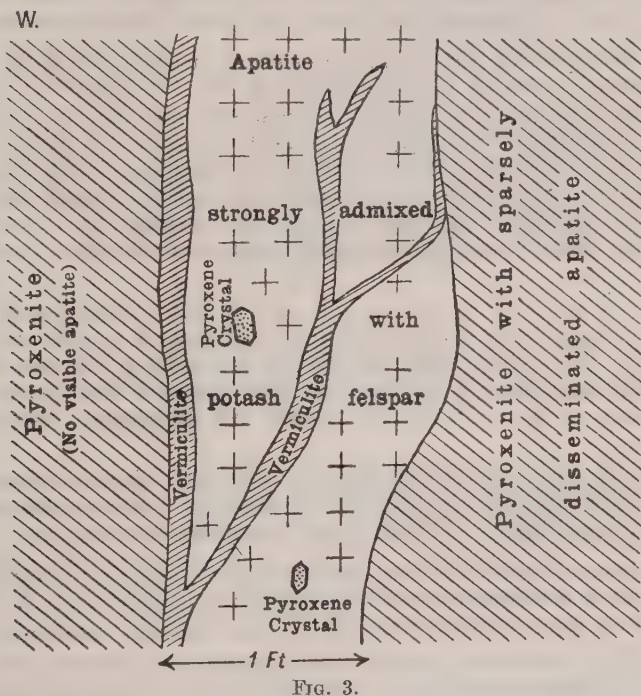 W.
Apatite
strongly admixed
Pyroxene
Crystal
with
potash felspar
Vermiculite
Vermiculite
Pyroxene
Crystal
Pyroxenite
(No visible apatite)
Pyroxenite with sparsely
disseminated apatite
1 Ft
FIG. 3.